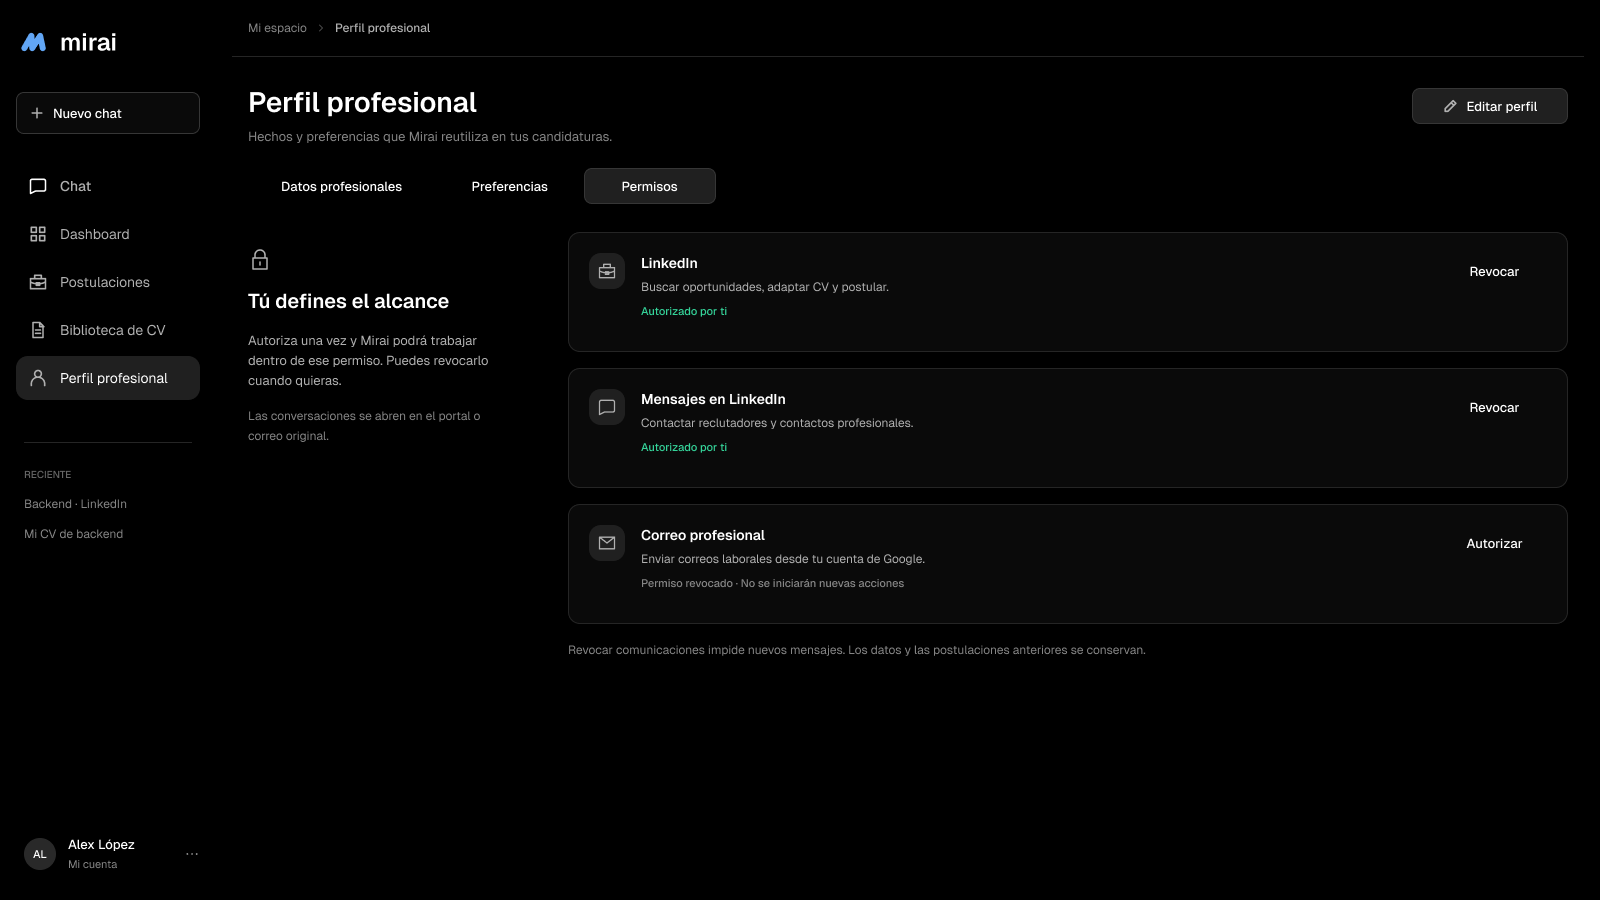 mirai
Nuevo chat
Chat
Dashboard
Postulaciones
Biblioteca de CV
Perfil profesional
RECIENTE
Backend · LinkedIn
Mi CV de backend
AL
Alex López
Mi cuenta
Mi espacio
Perfil profesional
Perfil profesional
Hechos y preferencias que Mirai reutiliza en tus candidaturas.
Editar perfil
Datos profesionales
Preferencias
Permisos
Tú defines el alcance
Autoriza una vez y Mirai podrá trabajar
dentro de ese permiso. Puedes revocarlo
cuando quieras.
Las conversaciones se abren en el portal o
correo original.
LinkedIn
Buscar oportunidades, adaptar CV y postular.
Autorizado por ti
Revocar
Mensajes en LinkedIn
Contactar reclutadores y contactos profesionales.
Autorizado por ti
Revocar
Correo profesional
Enviar correos laborales desde tu cuenta de Google.
Permiso revocado · No se iniciarán nuevas acciones
Autorizar
Revocar comunicaciones impide nuevos mensajes. Los datos y las postulaciones anteriores se conservan.